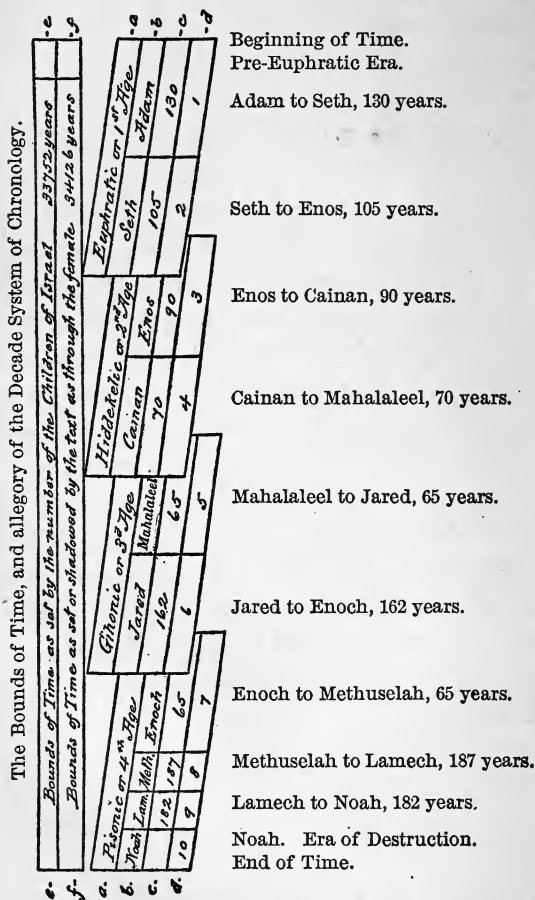 The Bounds of Time, and allegory of the Decade System of Chronology.
e. Bounds of Time as set by the number of the Children of Israel 33752 years -e
f. Bounds of Time as set or shadowed by the text as through the female 34126 years -f
-a
-b
-c
-d
Euphratic or 1st Age
Adam
130
1
Seth
105
2
Hiddekelic or 2nd Age
Enos
90
3
Cainan
70
4
Gihonic or 3d Age
Mahalaleel
65
5
Jared
162
6
Pisonic or 4th Age
Enoch
65
7
Meth.
187
8
Lam.
182
9
Noah
10
a.
b.
c.
d.
Beginning of Time.
Pre-Euphratic Era.
Adam to Seth, 130 years.
Seth to Enos, 105 years.
Enos to Cainan, 90 years.
Cainan to Mahalaleel, 70 years.
Mahalaleel to Jared, 65 years.
Jared to Enoch, 162 years.
Enoch to Methuselah, 65 years.
Methuselah to Lamech, 187 years.
Lamech to Noah, 182 years.
Noah. Era of Destruction.
End of Time.